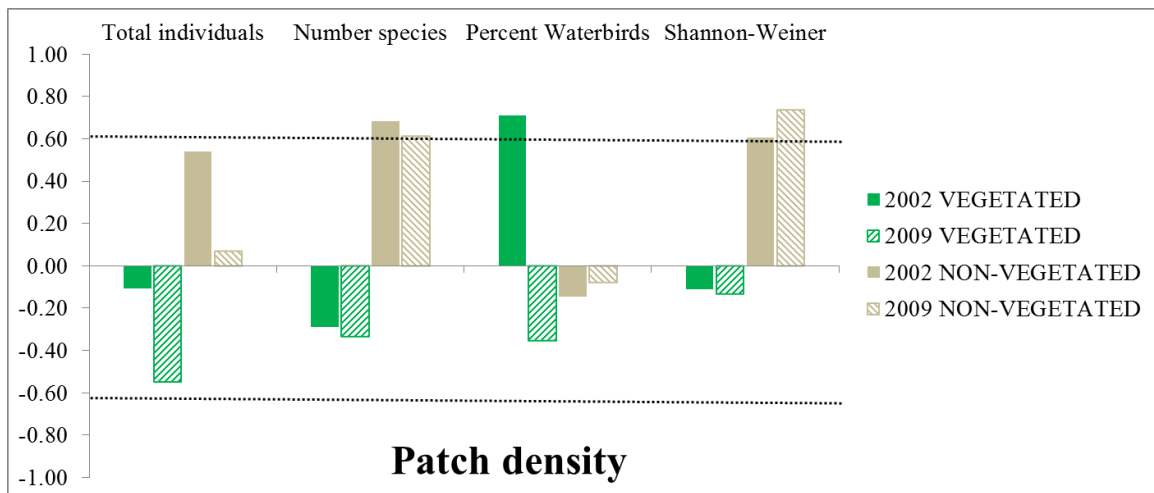 Total individuals Number species Percent Waterbirds Shannon-Weiner
1.00
0.80
0.60
0.40
0.20
0.00
-0.20
-0.40
-0.60
-0.80
-1.00
2002 VEGETATED
2009 VEGETATED
2002 NON-VEGETATED
2009 NON-VEGETATED
Patch density